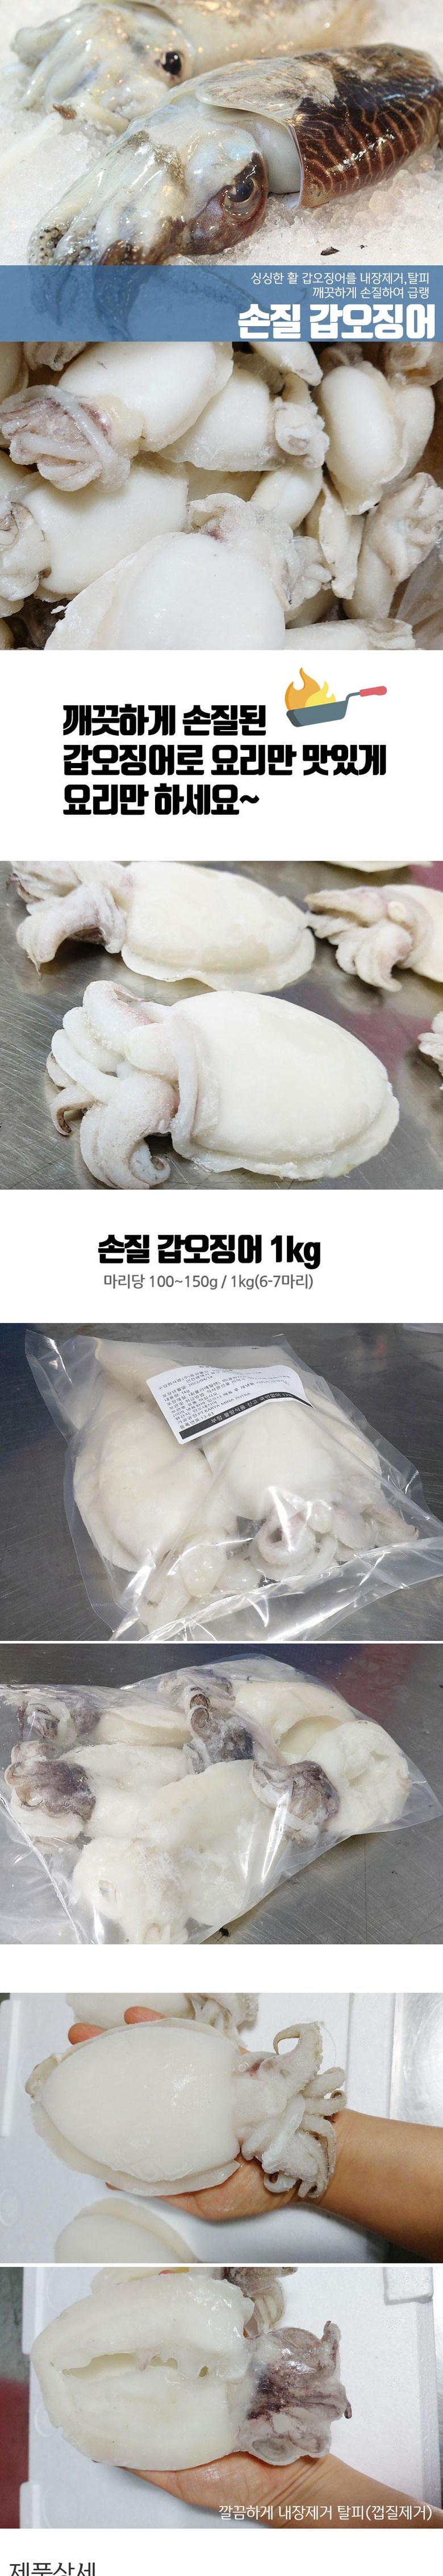 싱싱한 활 갑오징어를 내장제거,탈피
깨끗하게 손질하여 급랭
손질 갑오징어
깨끗하게 손질된
갑오징어로 요리만 맛있게
요리만 하세요~
손질 갑오징어 1kg
마리당 100~150g / 1kg(6-7마리)
깔끔하게 내장제거 탈피(껍질제거)
제품상세